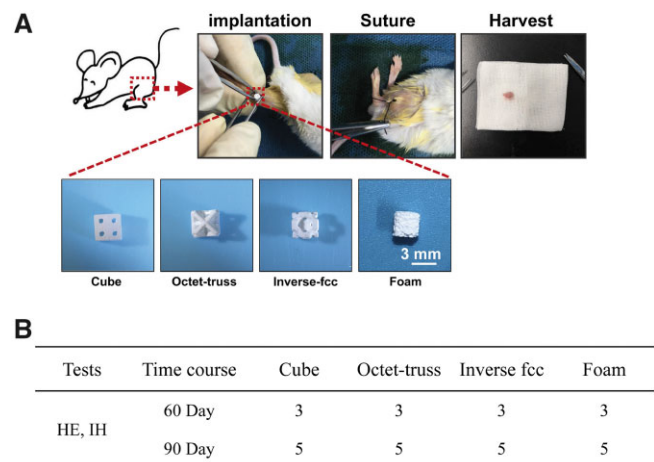 A
implantation Suture Harvest
3 mm
Cube Octet-truss Inverse-fcc Foam
B
Tests Time course Cube Octet-truss Inverse fcc Foam
60 Day 3 3 3 3
HE, IH
90 Day 5 5 5 5